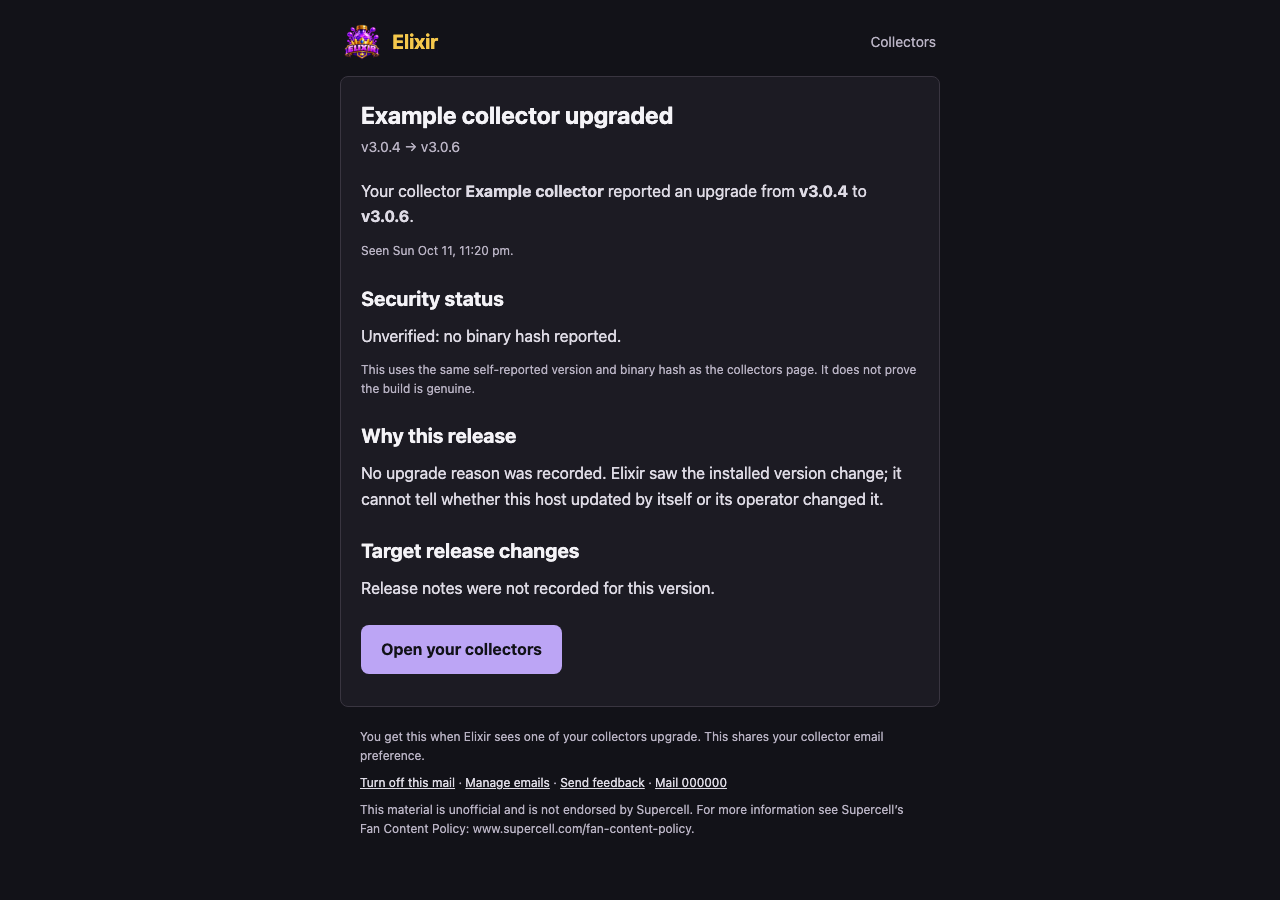 ELIXIR
Elixir
Collectors
Example collector upgraded
v3.0.4 → v3.0.6
Your collector Example collector reported an upgrade from v3.0.4 to
v3.0.6.
Seen Sun Oct 11, 11:20 pm.
Security status
Unverified: no binary hash reported.
This uses the same self-reported version and binary hash as the collectors page. It does not prove
the build is genuine.
Why this release
No upgrade reason was recorded. Elixir saw the installed version change; it
cannot tell whether this host updated by itself or its operator changed it.
Target release changes
Release notes were not recorded for this version.
Open your collectors
You get this when Elixir sees one of your collectors upgrade. This shares your collector email
preference.
Turn off this mail · Manage emails · Send feedback · Mail 000000
This material is unofficial and is not endorsed by Supercell. For more information see Supercell’s
Fan Content Policy: www.supercell.com/fan-content-policy.